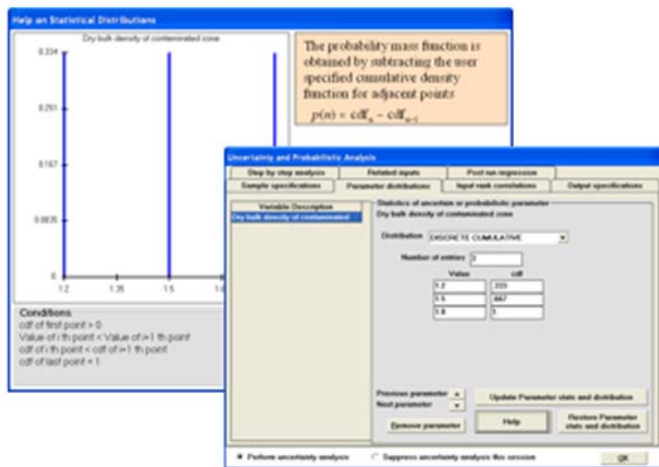 Help on Statistical Distributions
Dry bulk density of contaminated zone
0.334
0.251
0.167
0.0835
0
1.2
1.35
1.5
The probability mass function is
obtained by subtracting the user
specified cumulative density
function for adjacent points
p(n) = cdfₙ − cdfₙ₋₁
Conditions
cdf of first point > 0
Value of i th point < Value of i+1 th point
cdf of i th point < cdf of i+1 th point
cdf of last point = 1
Uncertainty and Probabilistic Analysis
Step by step analysis
Related inputs
Post run regression
Sample specifications
Parameter distributions
Input rank correlations
Output specifications
Variable Description
Dry bulk density of contaminated
Statistics of uncertain or probabilistic parameter
Dry bulk density of contaminated zone
Distribution DISCRETE CUMULATIVE
Number of entries 3
Value cdf
1.2 .333
1.5 .667
1.8 1
Previous parameter
Next parameter
Update Parameter stats and distribution
Remove parameter
Help
Restore Parameter
stats and distribution
Perform uncertainty analysis
Suppress uncertainty analysis this session
OK